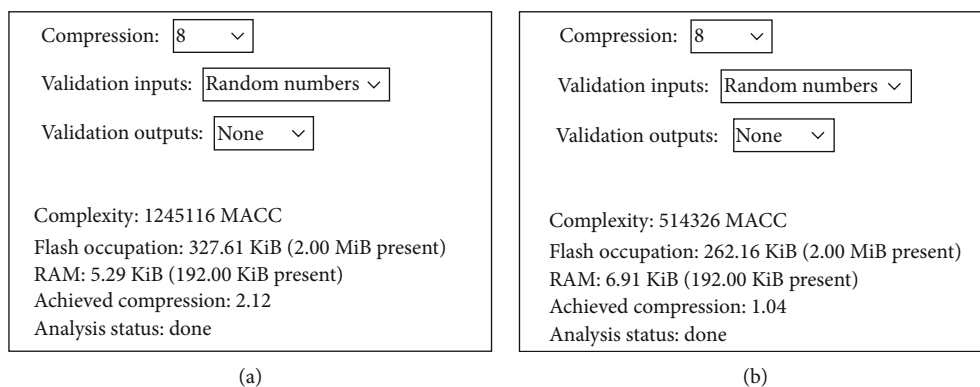 Compression: 8
Validation inputs: Random numbers
Validation outputs: None
Complexity: 1245116 MACC
Flash occupation: 327.61 KiB (2.00 MiB present)
RAM: 5.29 KiB (192.00 KiB present)
Achieved compression: 2.12
Analysis status: done
(a)
Compression: 8
Validation inputs: Random numbers
Validation outputs: None
Complexity: 514326 MACC
Flash occupation: 262.16 KiB (2.00 MiB present)
RAM: 6.91 KiB (192.00 KiB present)
Achieved compression: 1.04
Analysis status: done
(b)